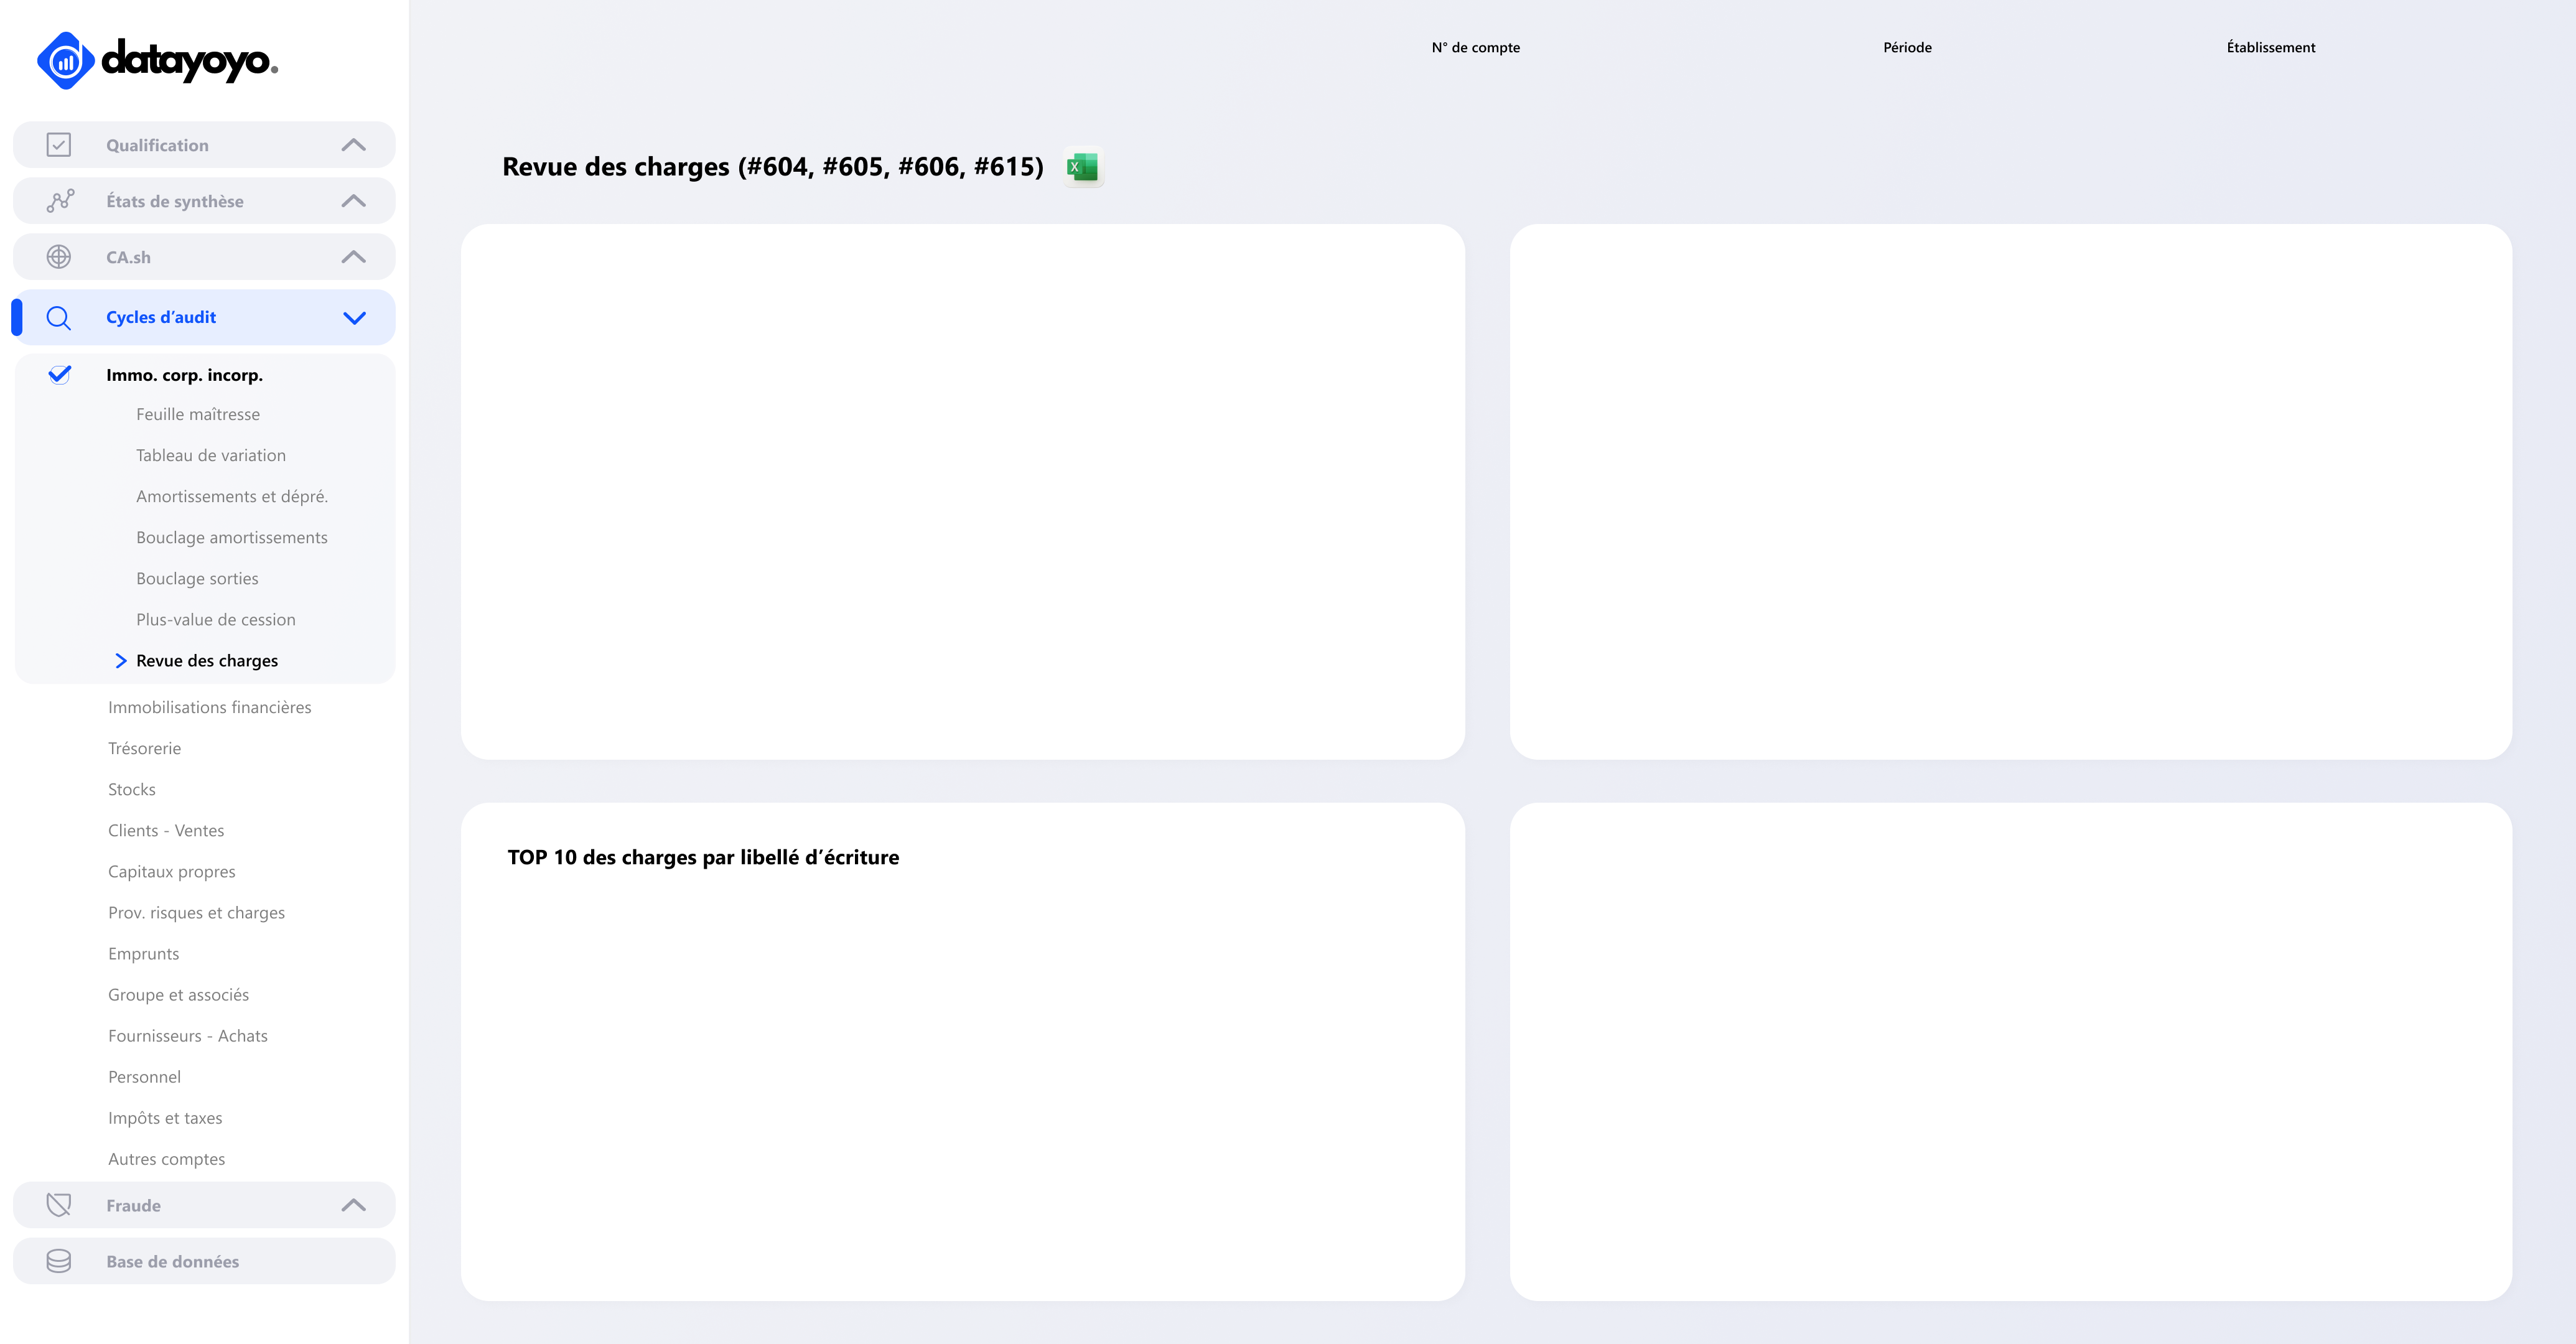 datayoyo.
Qualification
États de synthèse
CA.sh
Cycles d’audit
Immo. corp. incorp.
Feuille maîtresse
Tableau de variation
Amortissements et dépré.
Bouclage amortissements
Bouclage sorties
Plus-value de cession
Revue des charges
Immobilisations financières
Trésorerie
Stocks
Clients - Ventes
Capitaux propres
Prov. risques et charges
Emprunts
Groupe et associés
Fournisseurs - Achats
Personnel
Impôts et taxes
Autres comptes
Fraude
Base de données
N° de compte
Période
Établissement
Revue des charges (#604, #605, #606, #615)
X
TOP 10 des charges par libellé d’écriture